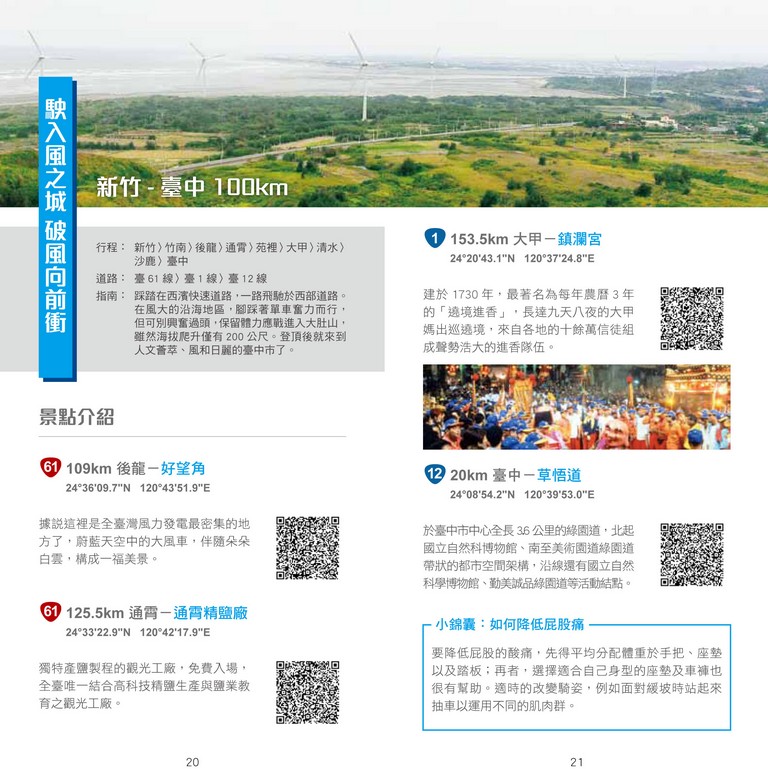 駛入風之城 破風向前衝
新竹 - 臺中 100km
行程： 新竹〉竹南〉後龍〉通霄〉苑裡〉大甲〉清水〉
沙鹿〉臺中
道路： 臺 61 線〉臺 1 線〉臺 12 線
指南： 踩踏在西濱快速道路，一路飛馳於西部道路。
在風大的沿海地區，腳踩著單車奮力而行，
但可別興奮過頭，保留體力應戰進入大肚山，
雖然海拔爬升僅有 200 公尺。登頂後就來到
人文薈萃、風和日麗的臺中市了。
景點介紹
61 109km 後龍－好望角
24°36'09.7"N 120°43'51.9"E
據説這裡是全臺灣風力發電最密集的地
方了，蔚藍天空中的大風車，伴隨朵朵
白雲，構成一福美景。
61 125.5km 通霄－通霄精鹽廠
24°33'22.9"N 120°42'17.9"E
獨特產鹽製程的觀光工廠，免費入場，
全臺唯一結合高科技精鹽生產與鹽業教
育之觀光工廠。
20
1 153.5km 大甲－鎮瀾宮
24°20'43.1"N 120°37'24.8"E
建於 1730 年，最著名為每年農曆 3 年
的「遶境進香」，長達九天八夜的大甲
媽出巡遶境，來自各地的十餘萬信徒組
成聲勢浩大的進香隊伍。
12 20km 臺中－草悟道
24°08'54.2"N 120°39'53.0"E
於臺中市中心全長 3.6 公里的綠園道，北起
國立自然科博物館、南至美術園道綠園道
帶狀的都市空間架構，沿線還有國立自然
科學博物館、勤美誠品綠園道等活動結點。
小錦囊：如何降低屁股痛
要降低屁股的酸痛，先得平均分配體重於手把、座墊
以及踏板；再者，選擇適合自己身型的座墊及車褲也
很有幫助。適時的改變騎姿，例如面對緩坡時站起來
抽車以運用不同的肌肉群。
21